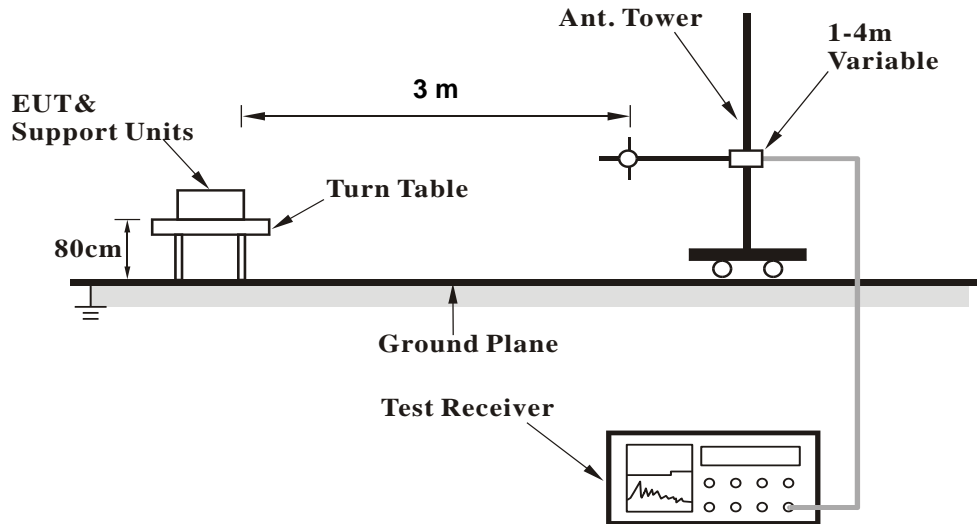 Ant. Tower
1-4m
Variable
3 m
EUT&
Support Units
Turn Table
80cm
Ground Plane
Test Receiver